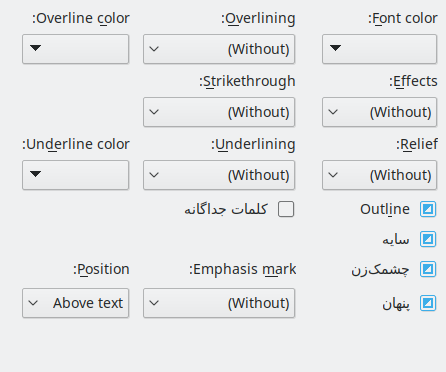 Font color:
Overlining:
Overline color:
(Without)
Effects:
Strikethrough:
(Without)
(Without)
Relief:
Underlining:
Underline color:
(Without)
(Without)
Outline
کلمات جداگانه
سایه
چشمک‌زن
Emphasis mark:
Position:
پنهان
(Without)
Above text